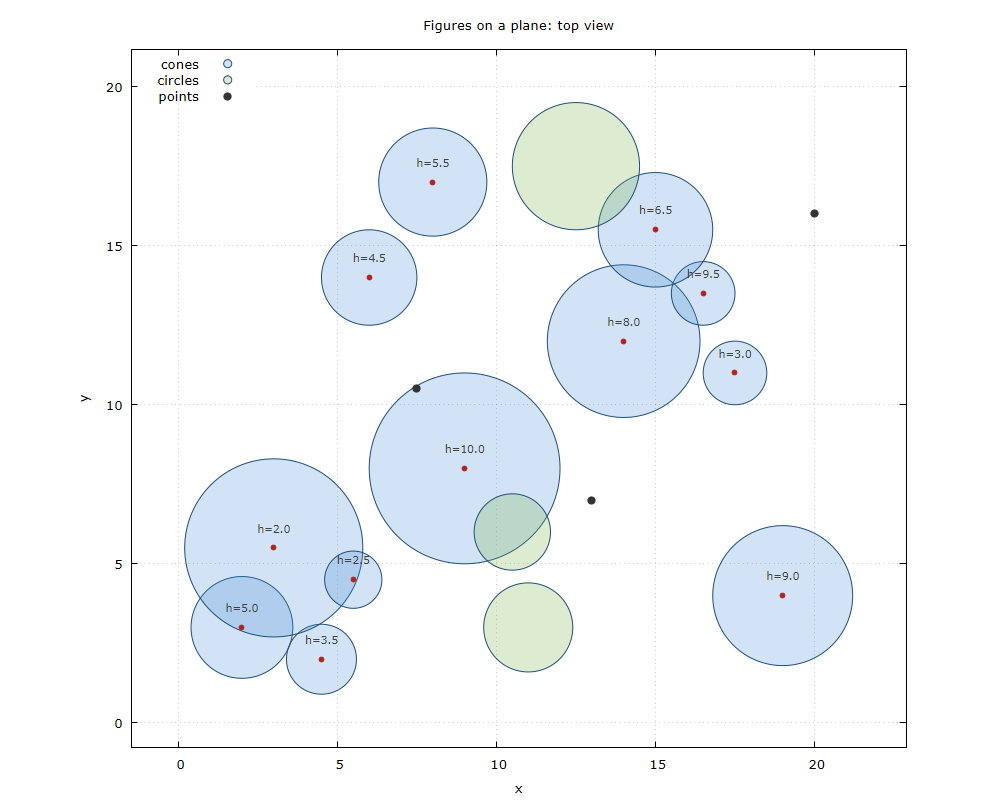 Figures on a plane: top view
cones
circles
points
20
15
10
5
0
y
h=5.5
h=6.5
h=4.5
h=9.5
h=8.0
h=3.0
h=10.0
h=2.0
h=2.5
h=9.0
h=5.0
h=3.5
0
5
10
15
20
x